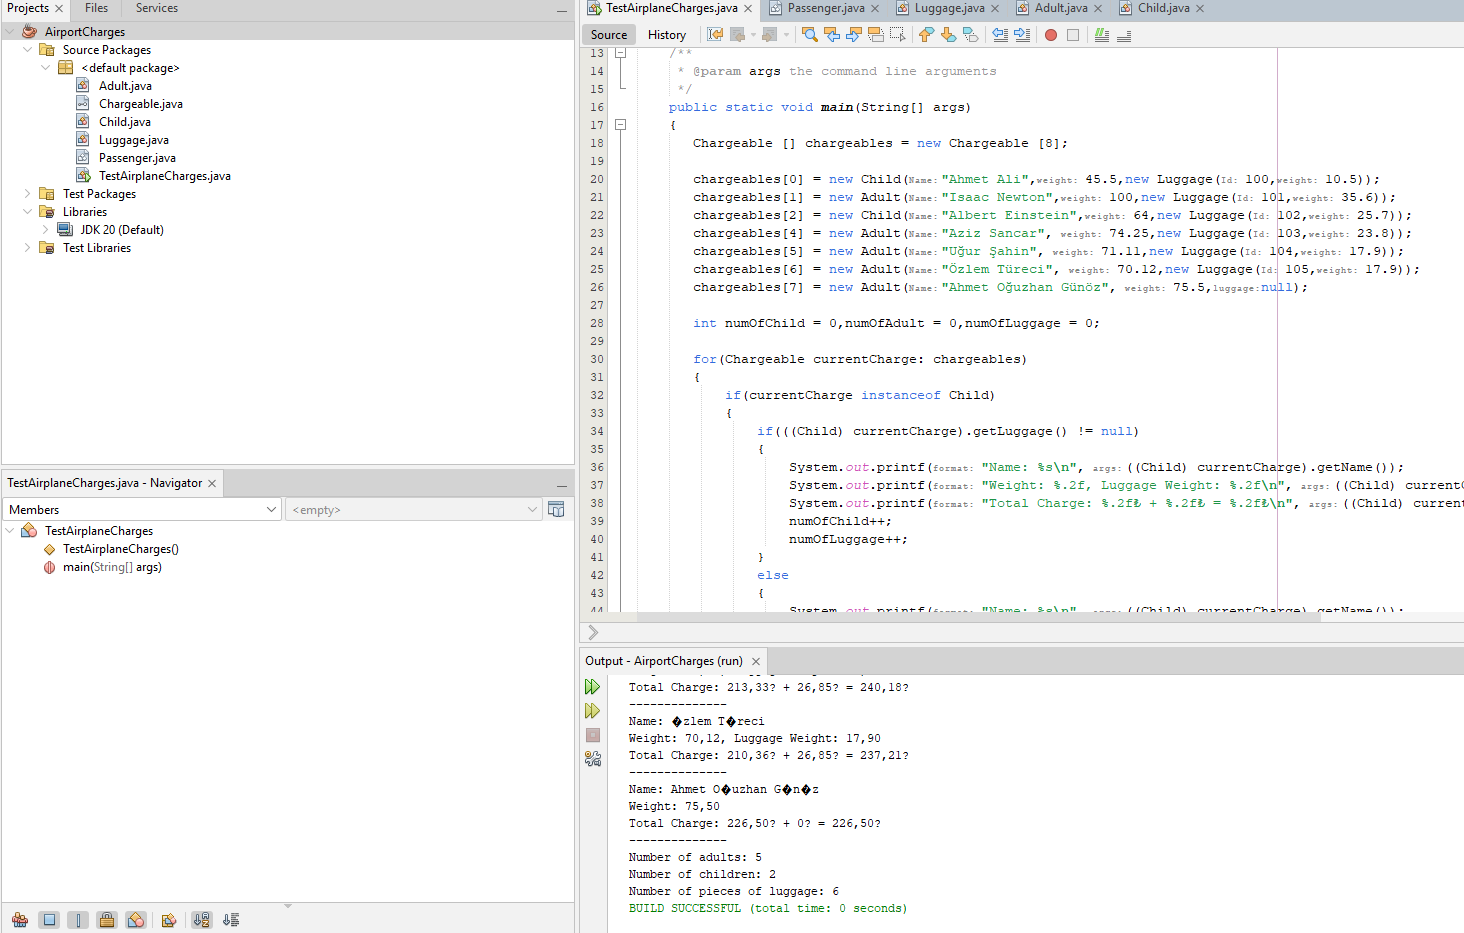 Projects
Files
Services
AirportCharges
Source Packages
<default package>
Adult.java
Chargeable.java
Child.java
Luggage.java
Passenger.java
TestAirplaneCharges.java
Test Packages
Libraries
JDK 20 (Default)
Test Libraries
TestAirplaneCharges.java - Navigator
Members
<empty>
TestAirplaneCharges
TestAirplaneCharges()
main(String[] args)
TestAirplaneCharges.java
Passenger.java
Luggage.java
Adult.java
Child.java
Source
History
13 /**
14 * @param args the command line arguments
15 */
16 public static void main(String[] args)
17 {
18 Chargeable [] chargeables = new Chargeable [8];
19
20 chargeables[0] = new Child(Name:"Ahmet Ali",weight: 45.5,new Luggage(Id: 100,weight: 10.5));
21 chargeables[1] = new Adult(Name:"Isaac Newton",weight: 100,new Luggage(Id: 101,weight: 35.6));
22 chargeables[2] = new Child(Name:"Albert Einstein",weight: 64,new Luggage(Id: 102,weight: 25.7));
23 chargeables[4] = new Adult(Name:"Aziz Sancar", weight: 74.25,new Luggage(Id: 103,weight: 23.8));
24 chargeables[5] = new Adult(Name:"Uğur Şahin", weight: 71.11,new Luggage(Id: 104,weight: 17.9));
25 chargeables[6] = new Adult(Name:"Özlem Türeci", weight: 70.12,new Luggage(Id: 105,weight: 17.9));
26 chargeables[7] = new Adult(Name:"Ahmet Oğuzhan Günöz", weight: 75.5,luggage:null);
27
28 int numOfChild = 0,numOfAdult = 0,numOfLuggage = 0;
29
30 for(Chargeable currentCharge: chargeables)
31 {
32 if(currentCharge instanceof Child)
33 {
34 if(((Child) currentCharge).getLuggage() != null)
35 {
36 System.out.printf(format: "Name: %s\n", args: ((Child) currentCharge).getName());
37 System.out.printf(format: "Weight: %.2f, Luggage Weight: %.2f\n", args: ((Child) currentC
38 System.out.printf(format: "Total Charge: %.2f₺ + %.2f₺ = %.2f₺\n", args: ((Child) current
39 numOfChild++;
40 numOfLuggage++;
41 }
42 else
43 {
44 System.out.printf(format: "Name: %s\n", args: ((Child) currentCharge).getName());
Output - AirportCharges (run)
Total Charge: 213,33? + 26,85? = 240,18?
--------------
Name: �zlem T�reci
Weight: 70,12, Luggage Weight: 17,90
Total Charge: 210,36? + 26,85? = 237,21?
--------------
Name: Ahmet O�uzhan G�n�z
Weight: 75,50
Total Charge: 226,50? + 0? = 226,50?
--------------
Number of adults: 5
Number of children: 2
Number of pieces of luggage: 6
BUILD SUCCESSFUL (total time: 0 seconds)